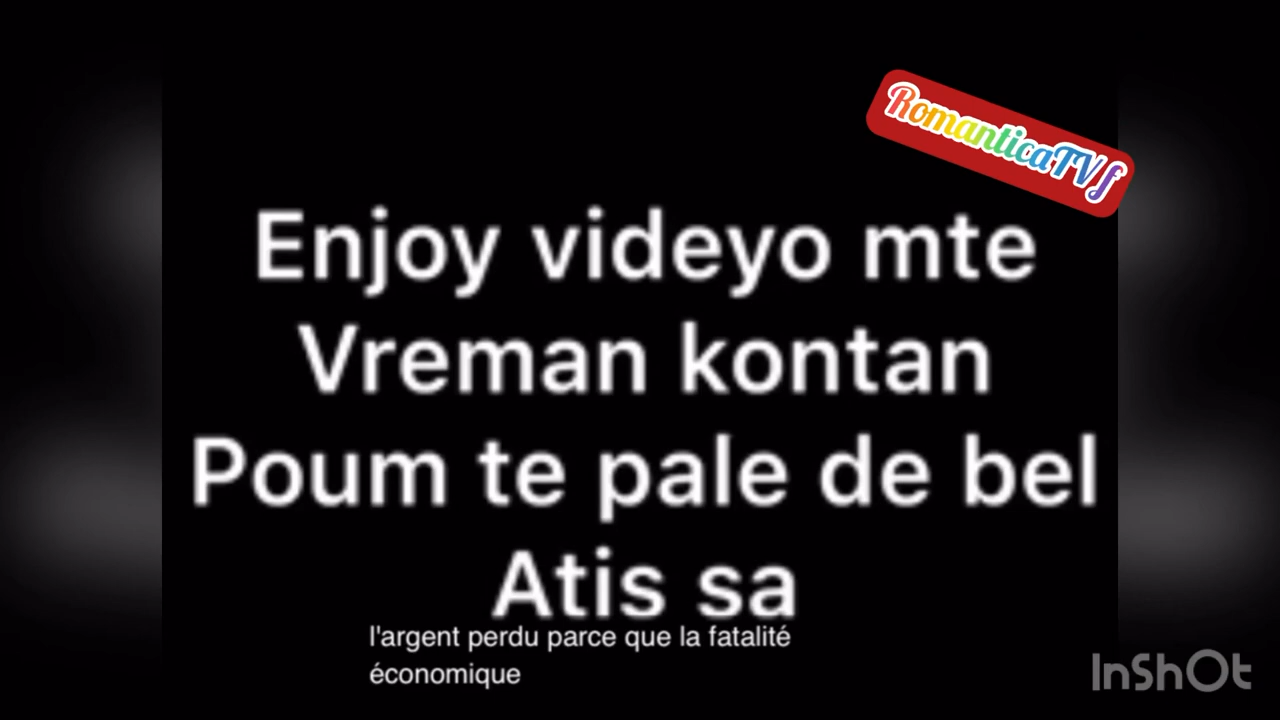 RomanticaTV f
Enjoy videyo mte
Vreman kontan
Poum te pale de bel
Atis sa
l'argent perdu parce que la fatalité
économique
InShOt